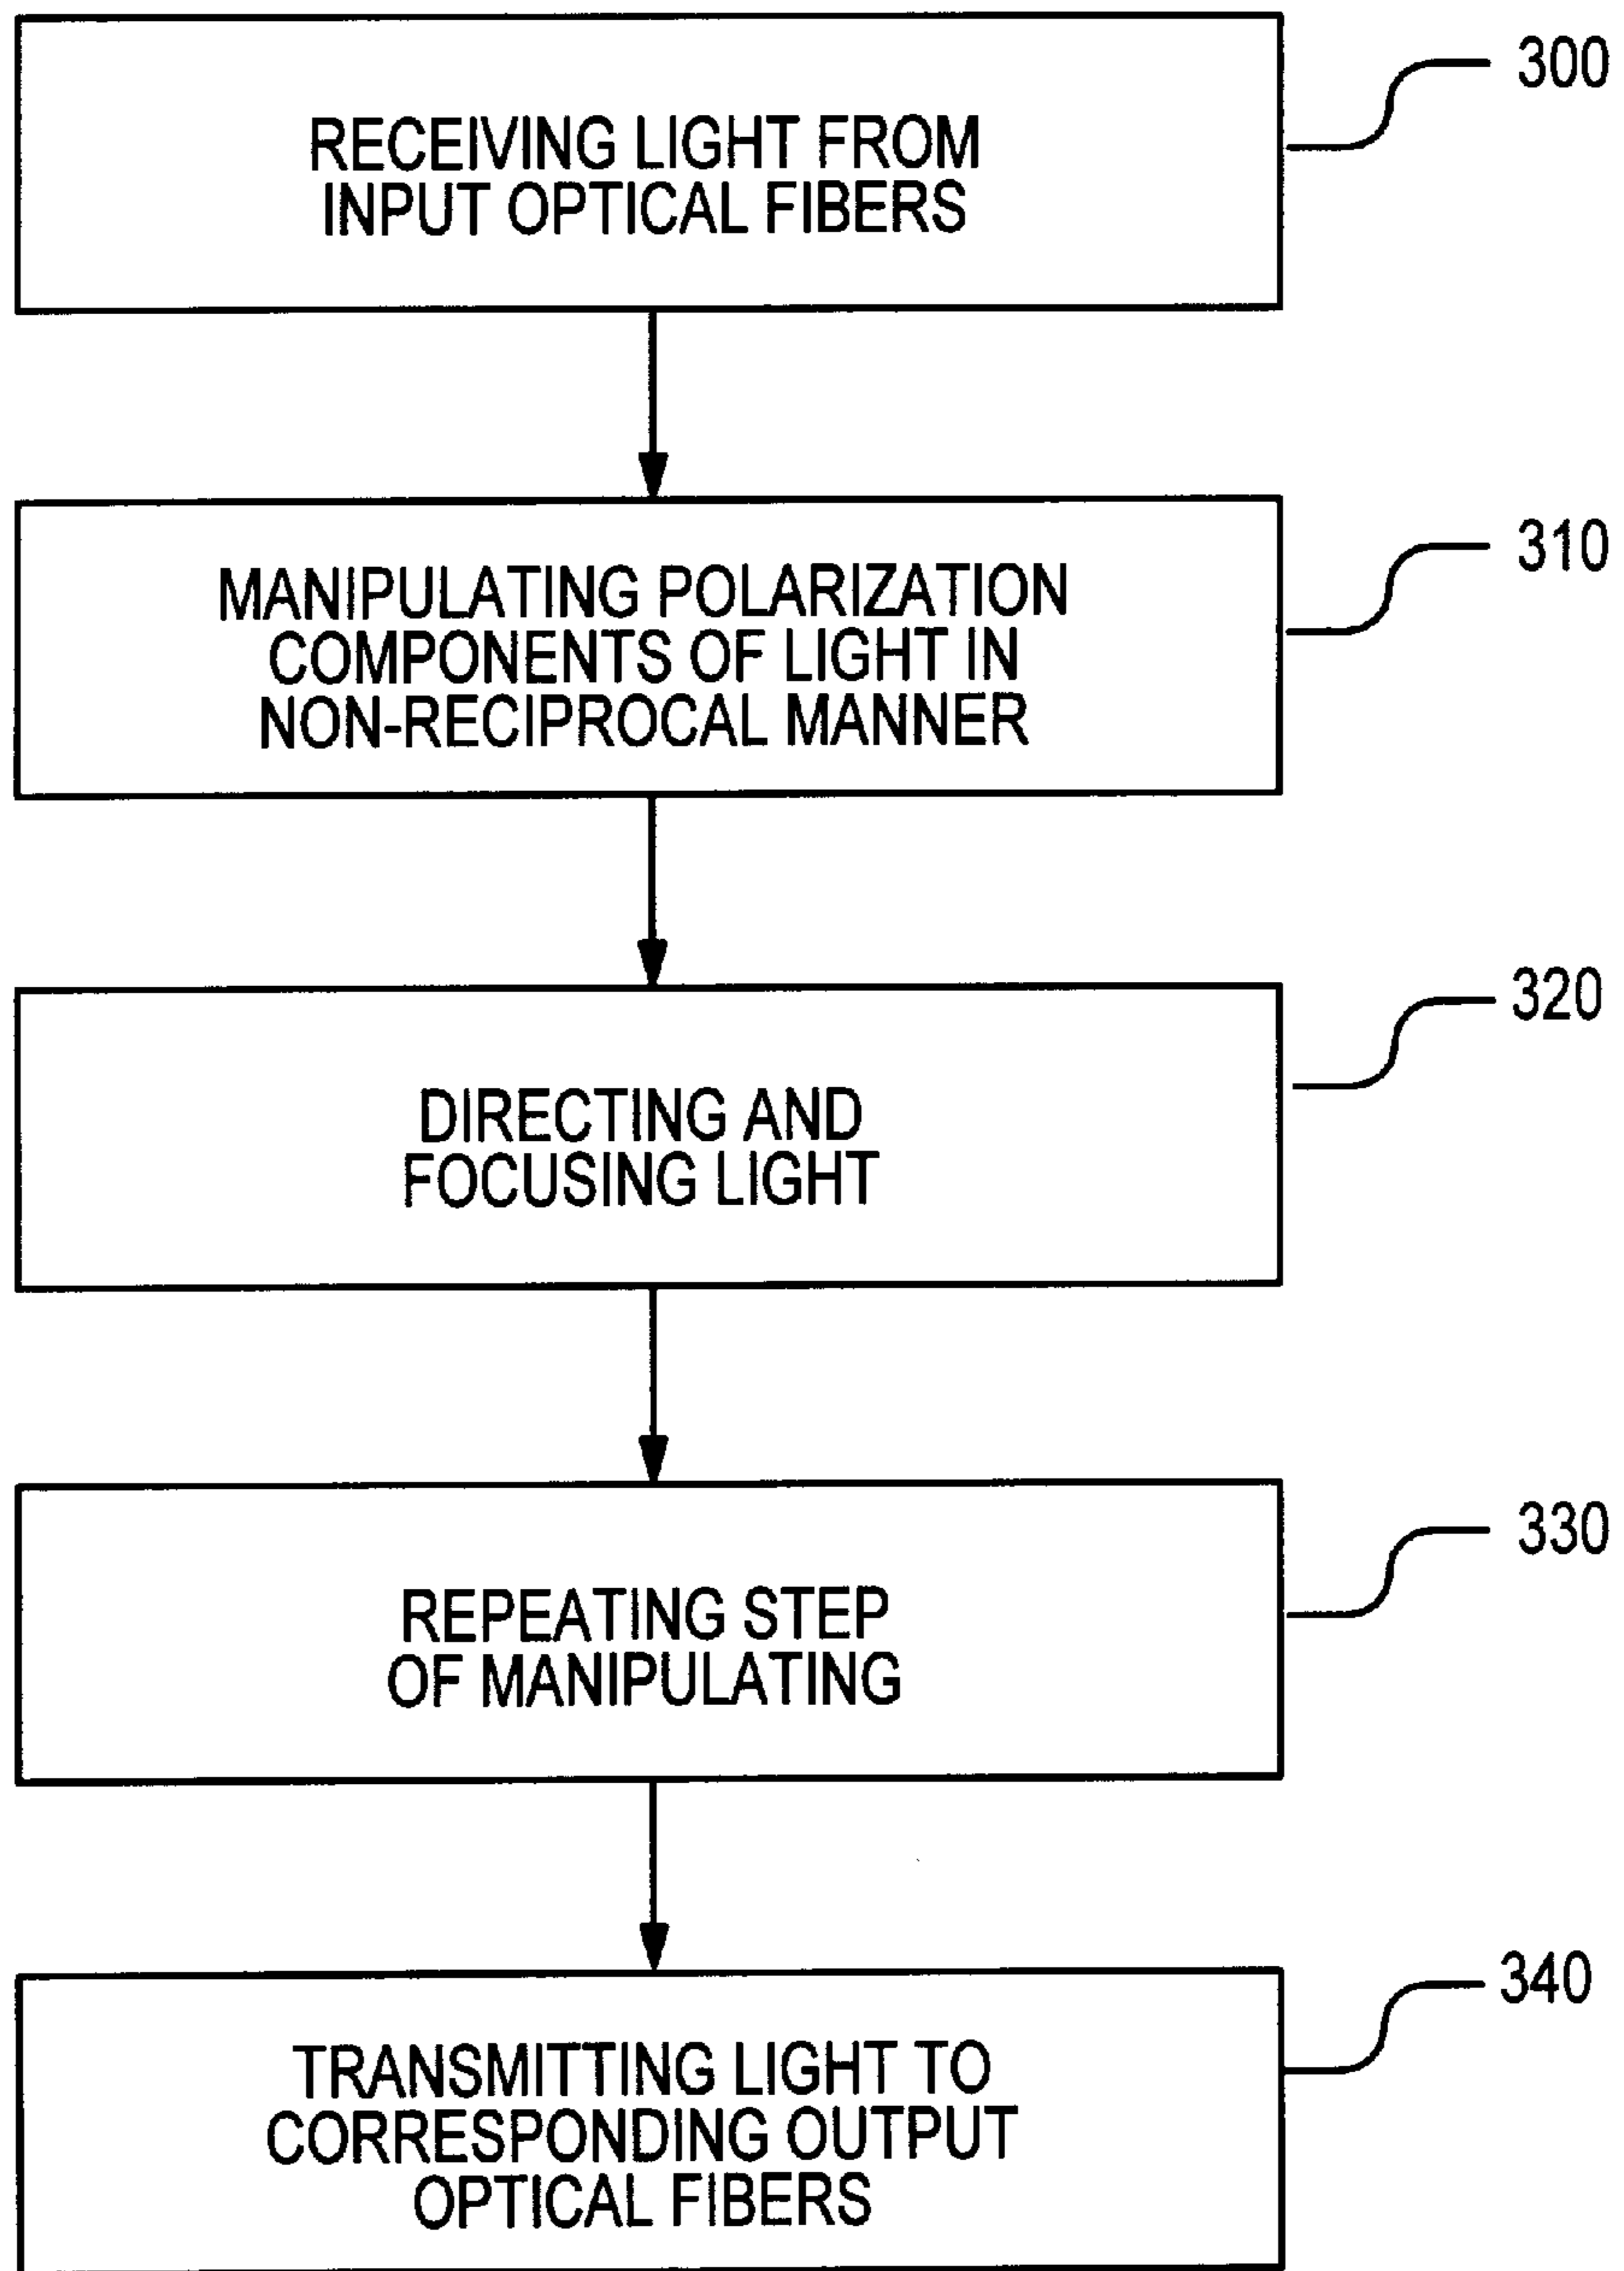 300
RECEIVING LIGHT FROM
INPUT OPTICAL FIBERS
310
MANIPULATING POLARIZATION
COMPONENTS OF LIGHT IN
NON-RECIPROCAL MANNER
320
DIRECTING AND
FOCUSING LIGHT
330
REPEATING STEP
OF MANIPULATING
340
TRANSMITTING LIGHT TO
CORRESPONDING OUTPUT
OPTICAL FIBERS